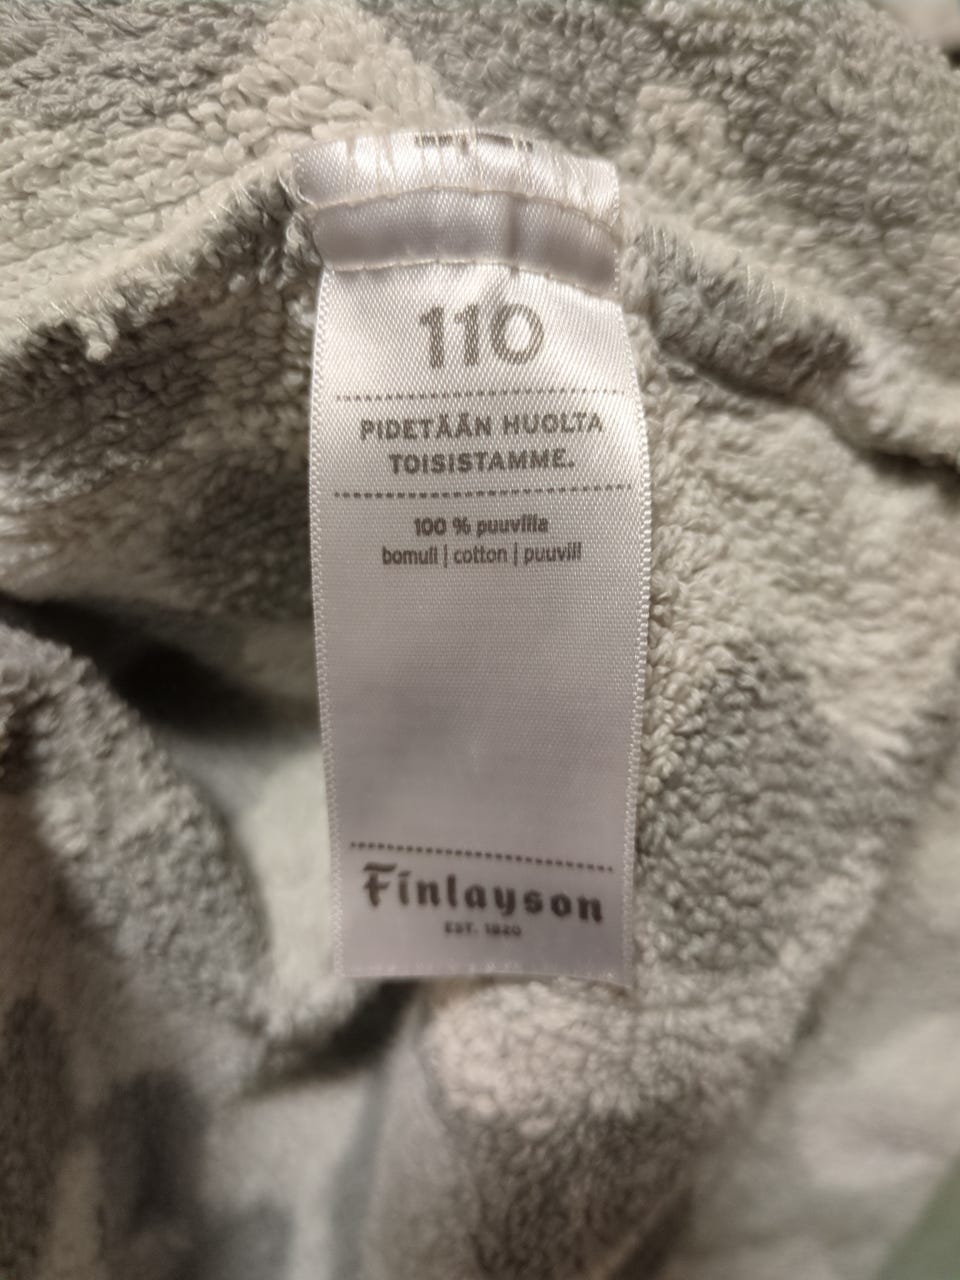 110
PIDETÄÄN HUOLTA
TOISISTAMME.
100 % puuvilla
bomull | cotton | puuvill
Finlayson
EST. 1820